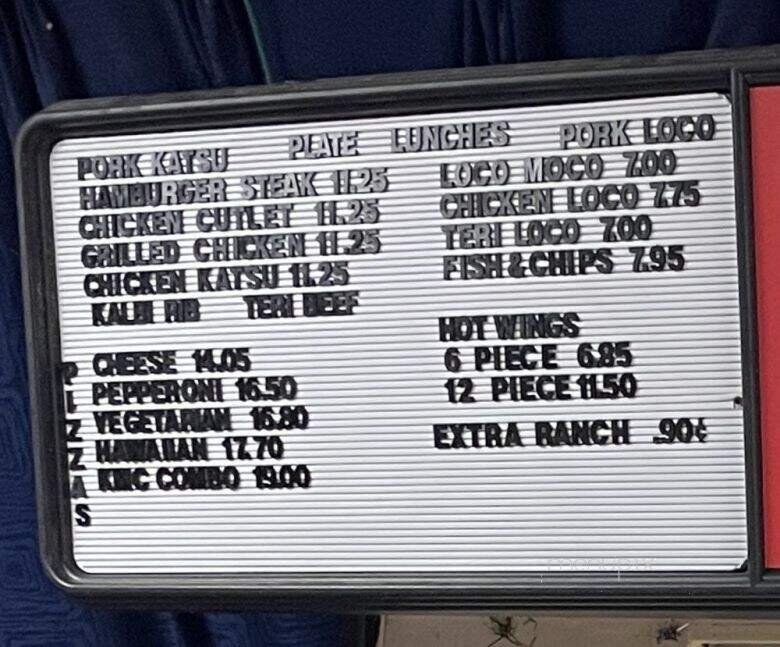 PLATE LUNCHES
PORK KATSU
HAMBURGER STEAK 11.25
CHICKEN CUTLET 11.25
GRILLED CHICKEN 11.25
CHICKEN KATSU 11.25
KALBI RIB TERI BEEF
PORK LOCO
LOCO MOCO 7.00
CHICKEN LOCO 7.75
TERI LOCO 7.00
FISH & CHIPS 7.95
PIZZAS
CHEESE 14.05
PEPPERONI 16.50
VEGETARIAN 16.80
HAWAIIAN 17.70
KMC COMBO 19.00
HOT WINGS
6 PIECE 6.85
12 PIECE 11.50
EXTRA RANCH .90¢